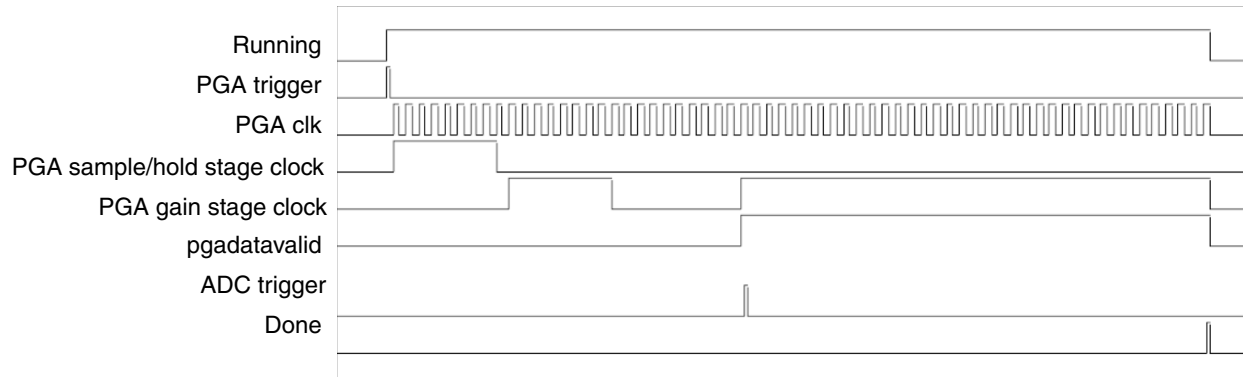 Running
PGA trigger
PGA clk
PGA sample/hold stage clock
PGA gain stage clock
pgadatavalid
ADC trigger
Done